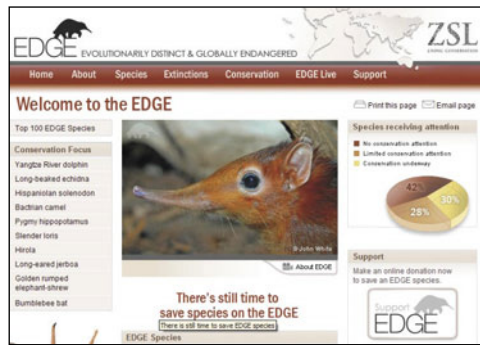 EDGE EVOLUTIONARILY DISTINCT & GLOBALLY ENDANGERED
ZSL
LIVING CONSERVATION
Home About Species Extinctions Conservation EDGE Live Support
Welcome to the EDGE
Print this page Email page
Top 100 EDGE Species
Conservation Focus
Yangtze River dolphin
Long-beaked echidna
Hispaniolan solenodon
Bactrian camel
Pygmy hippopotamus
Slender loris
Hirola
Long-eared jerboa
Golden rumped
elephant-shrew
Bumblebee bat
© John White
About EDGE
There's still time to
save species on the EDGE
There is still time to save EDGE species
EDGE Species
Species receiving attention
No conservation attention
Limited conservation attention
Conservation underway
42%
30%
28%
Support
Make an online donation now
to save an EDGE species.
Support
EDGE